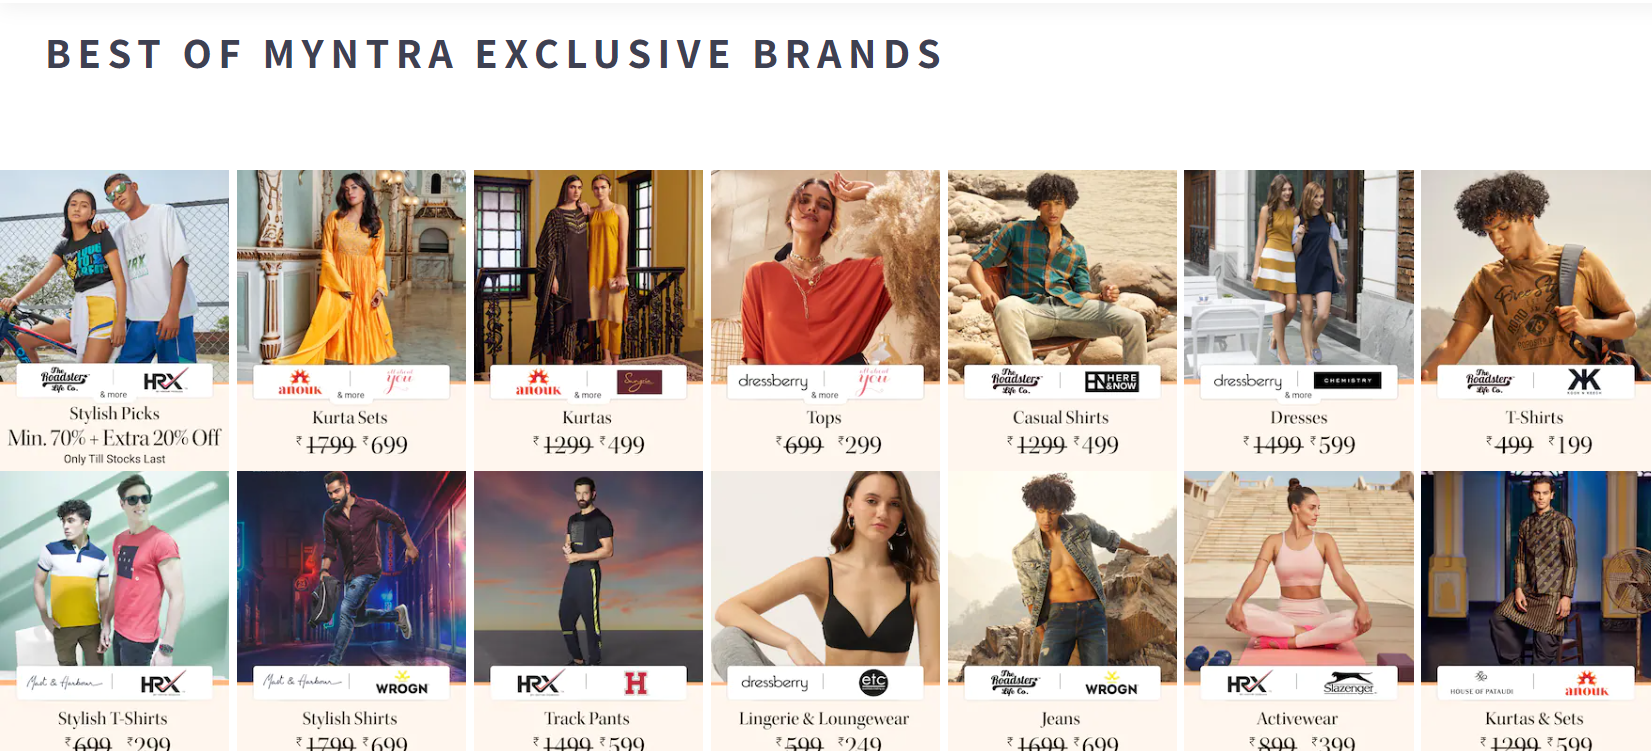 BEST OF MYNTRA EXCLUSIVE BRANDS
The Roadster Life Co. HRX
& more
Stylish Picks
Min. 70% + Extra 20% Off
Only Till Stocks Last
anouk all about you
& more
Kurta Sets
₹1799 ₹699
anouk Sangria
& more
Kurtas
₹1299 ₹499
dressberry all about you
& more
Tops
₹699 ₹299
The Roadster Life Co. HERE &NOW
Casual Shirts
₹1299 ₹499
dressberry CHEMISTRY
& more
Dresses
₹1499 ₹599
The Roadster Life Co. KOOK N KEECH
T-Shirts
₹499 ₹199
Mast & Harbour HRX
Stylish T-Shirts
₹699 ₹299
Mast & Harbour WROGN
Stylish Shirts
₹1799 ₹699
HRX H
Track Pants
₹1499 ₹599
dressberry etc
Lingerie & Loungewear
₹599 ₹249
The Roadster Life Co. WROGN
Jeans
₹1699 ₹699
HRX Slazenger
Activewear
₹899 ₹399
HOUSE OF PATAUDI anouk
Kurtas & Sets
₹1299 ₹599